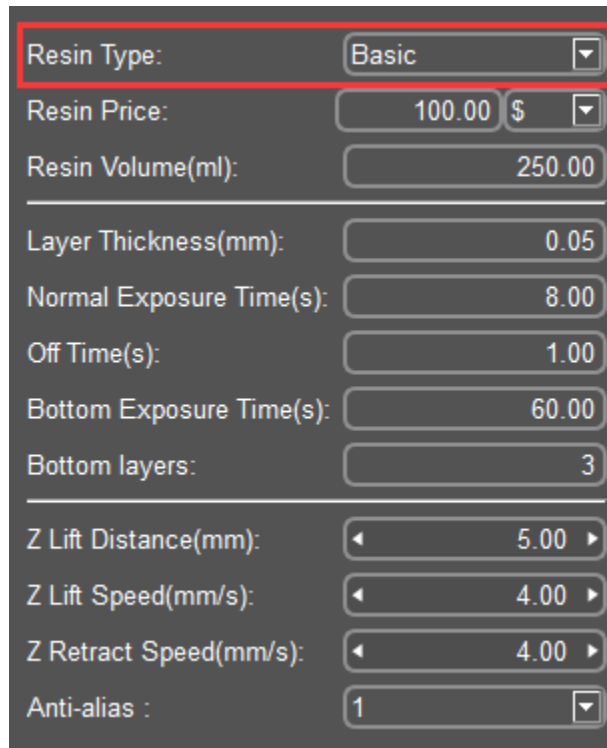 Resin Type: Basic
Resin Price: 100.00 $
Resin Volume(ml): 250.00
Layer Thickness(mm): 0.05
Normal Exposure Time(s): 8.00
Off Time(s): 1.00
Bottom Exposure Time(s): 60.00
Bottom layers: 3
Z Lift Distance(mm): 5.00
Z Lift Speed(mm/s): 4.00
Z Retract Speed(mm/s): 4.00
Anti-alias : 1